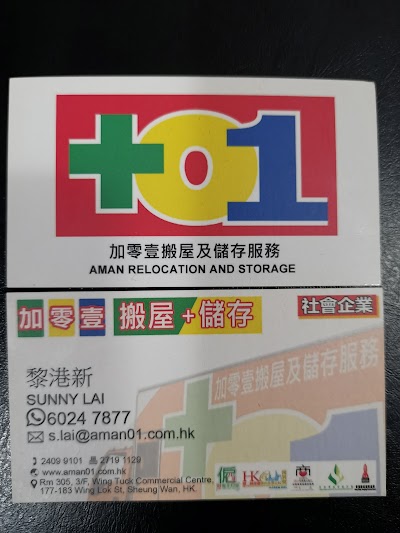 +01
加零壹搬屋及儲存服務
AMAN RELOCATION AND STORAGE
加零壹 搬屋+儲存 社會企業
黎港新
SUNNY LAI
6024 7877
s.lai@aman01.com.hk
2409 9101 2719 1129
www.aman01.com.hk
Rm 305, 3/F, Wing Tuck Commercial Centre,
177-183 Wing Lok St, Sheung Wan, HK.
加零壹搬屋及儲存服務